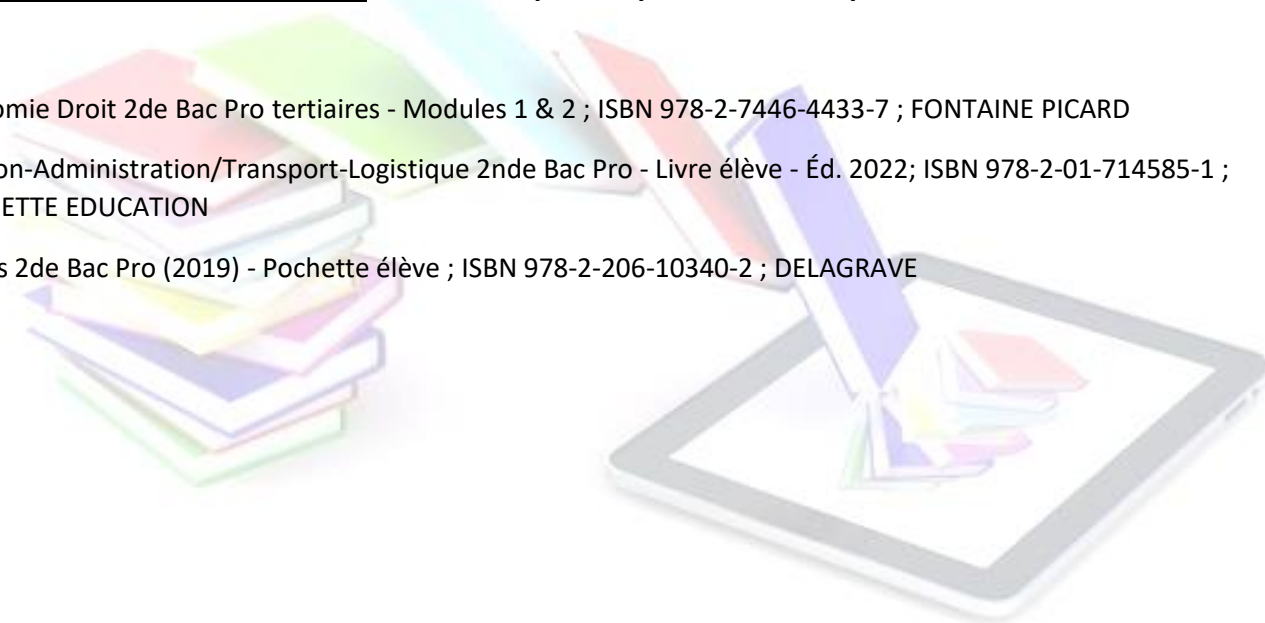 omie Droit 2de Bac Pro tertiaires - Modules 1 & 2 ; ISBN 978-2-7446-4433-7 ; FONTAINE PICARD
on-Administration/Transport-Logistique 2nde Bac Pro - Livre élève - Éd. 2022; ISBN 978-2-01-714585-1 ;
ETTE EDUCATION
s 2de Bac Pro (2019) - Pochette élève ; ISBN 978-2-206-10340-2 ; DELAGRAVE